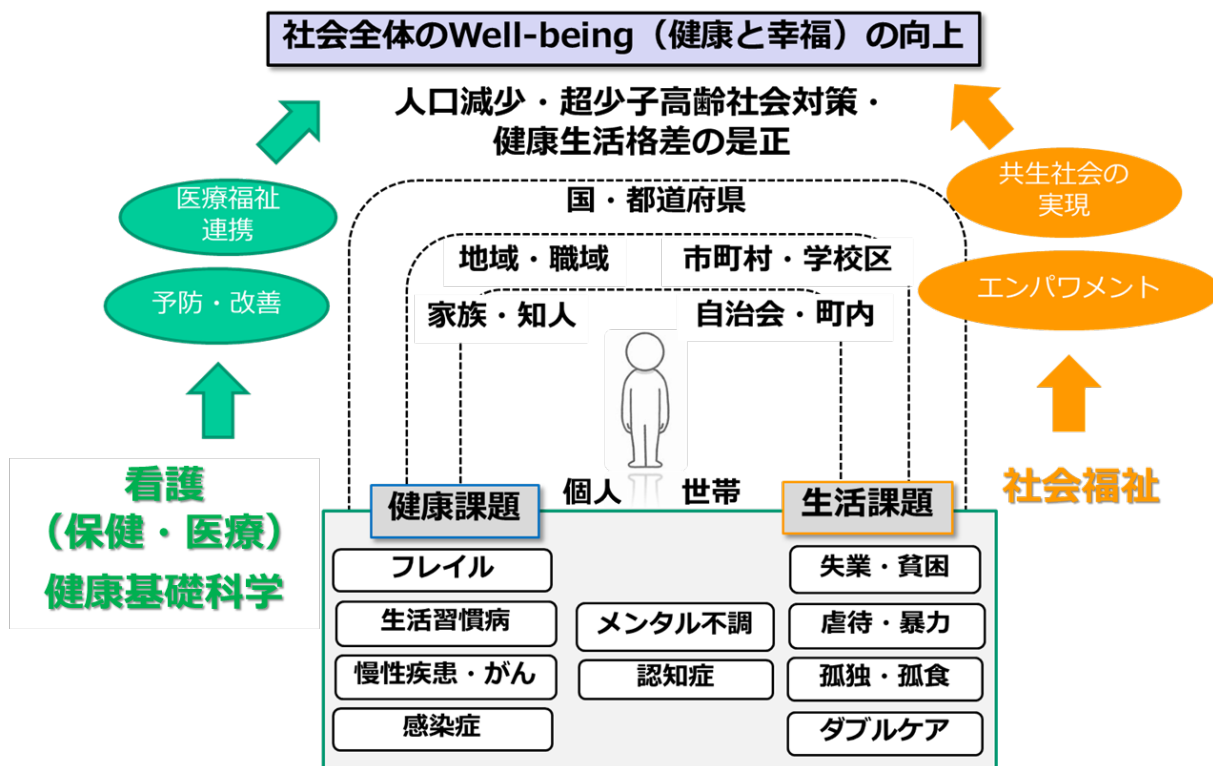 社会全体のWell-being（健康と幸福）の向上
人口減少・超少子高齢社会対策・
健康生活格差の是正
医療福祉
連携
予防・改善
看護
（保健・医療）
健康基礎科学
国・都道府県
地域・職域
市町村・学校区
家族・知人
自治会・町内
個人
世帯
共生社会の
実現
エンパワメント
社会福祉
健康課題
生活課題
フレイル
生活習慣病
慢性疾患・がん
感染症
メンタル不調
認知症
失業・貧困
虐待・暴力
孤独・孤食
ダブルケア